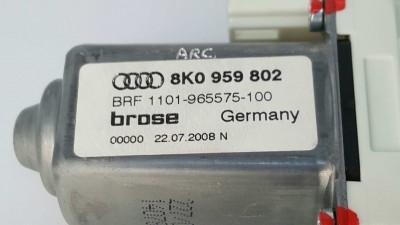 ARC.
8K0 959 802
BRF 1101-965575-100
brose Germany
00000 22.07.2008 N